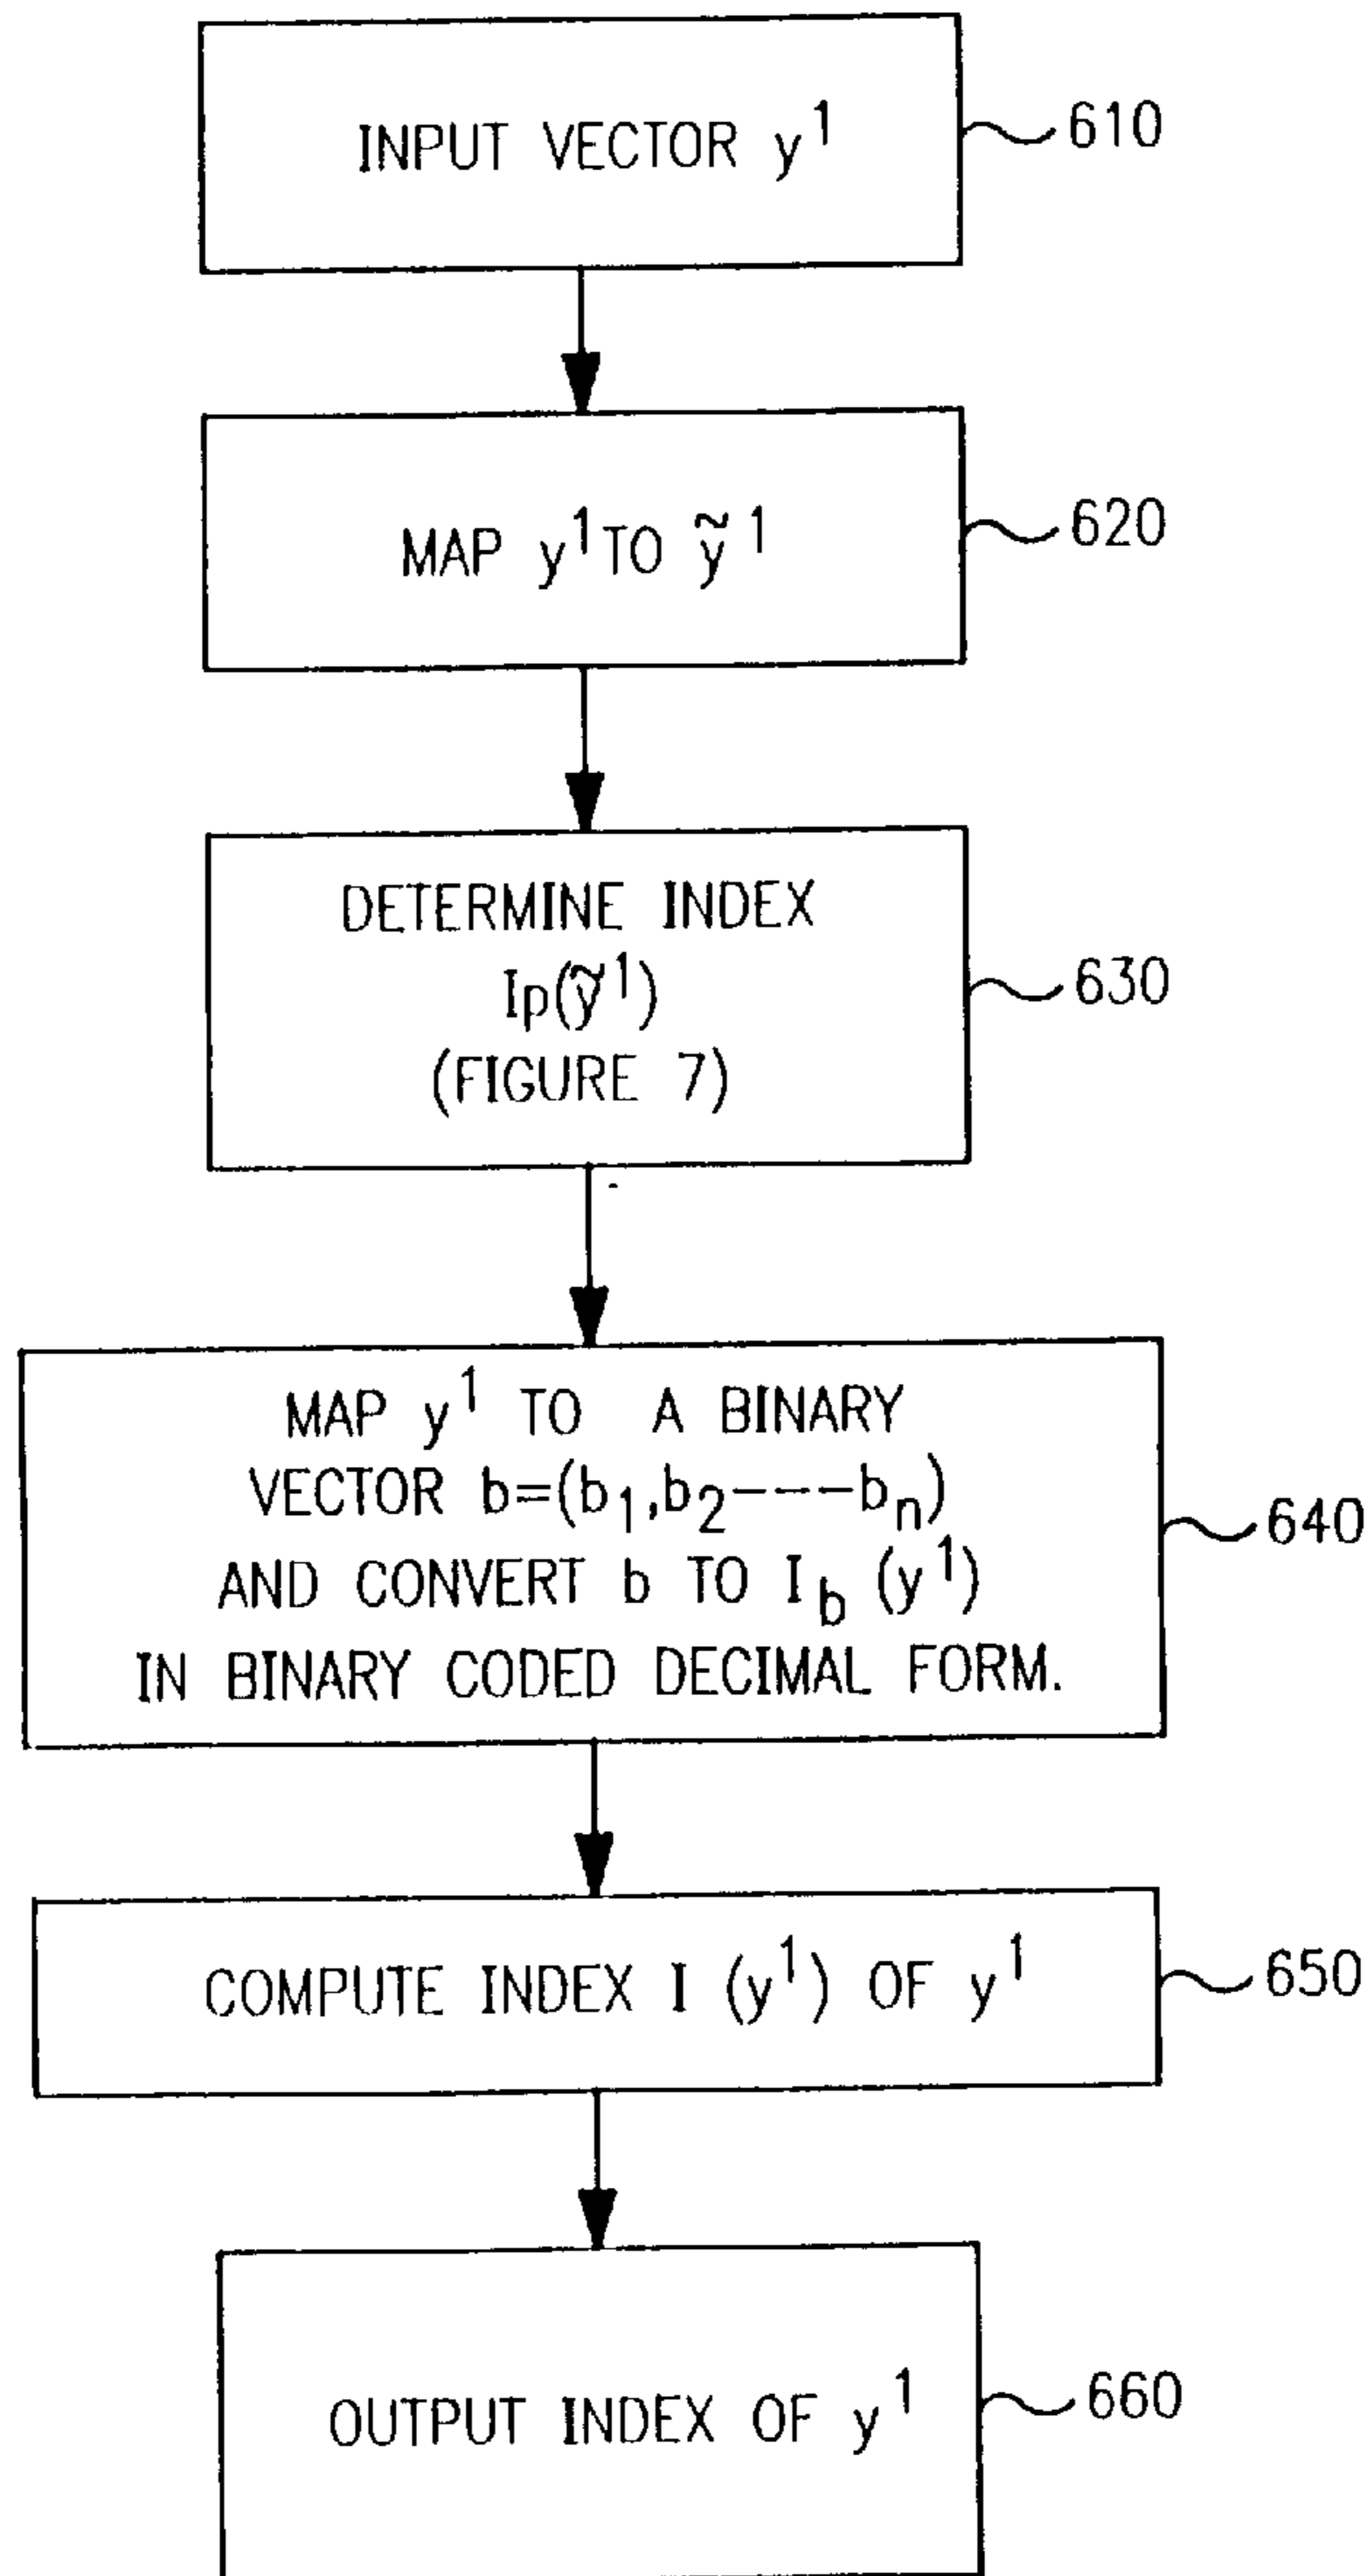 INPUT VECTOR y¹
610
MAP y¹ TO ỹ¹
620
DETERMINE INDEX
Ip(ỹ¹)
(FIGURE 7)
630
MAP y¹ TO A BINARY
VECTOR b=(b₁,b₂----bₙ)
AND CONVERT b TO I_b (y¹)
IN BINARY CODED DECIMAL FORM.
640
COMPUTE INDEX I (y¹) OF y¹
650
OUTPUT INDEX OF y¹
660